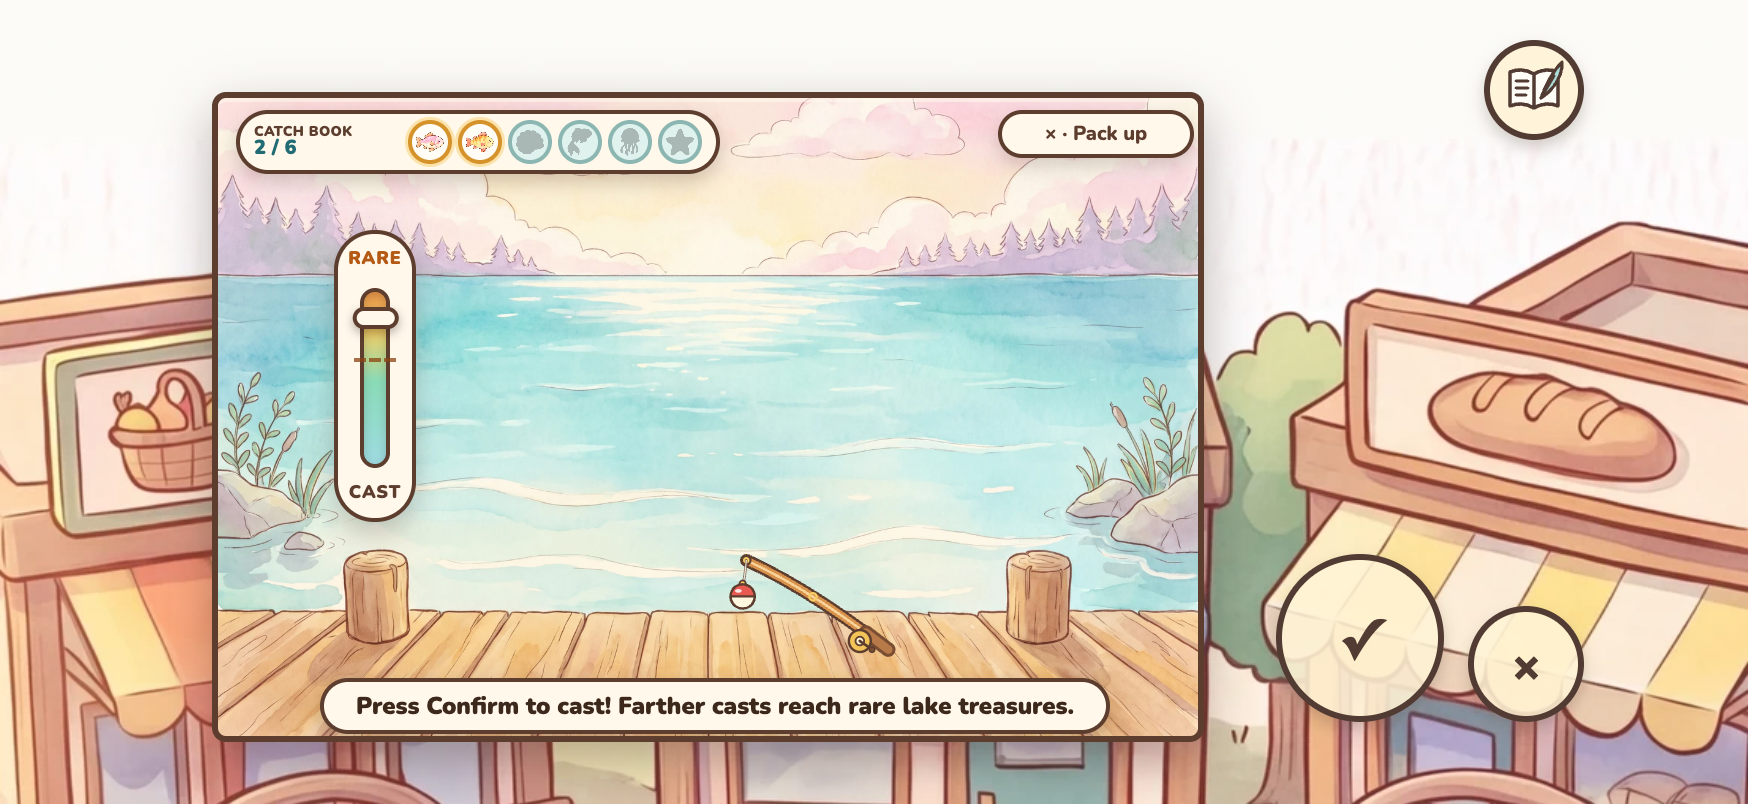 CATCH BOOK
2 / 6
× · Pack up
RARE
CAST
Press Confirm to cast! Farther casts reach rare lake treasures.